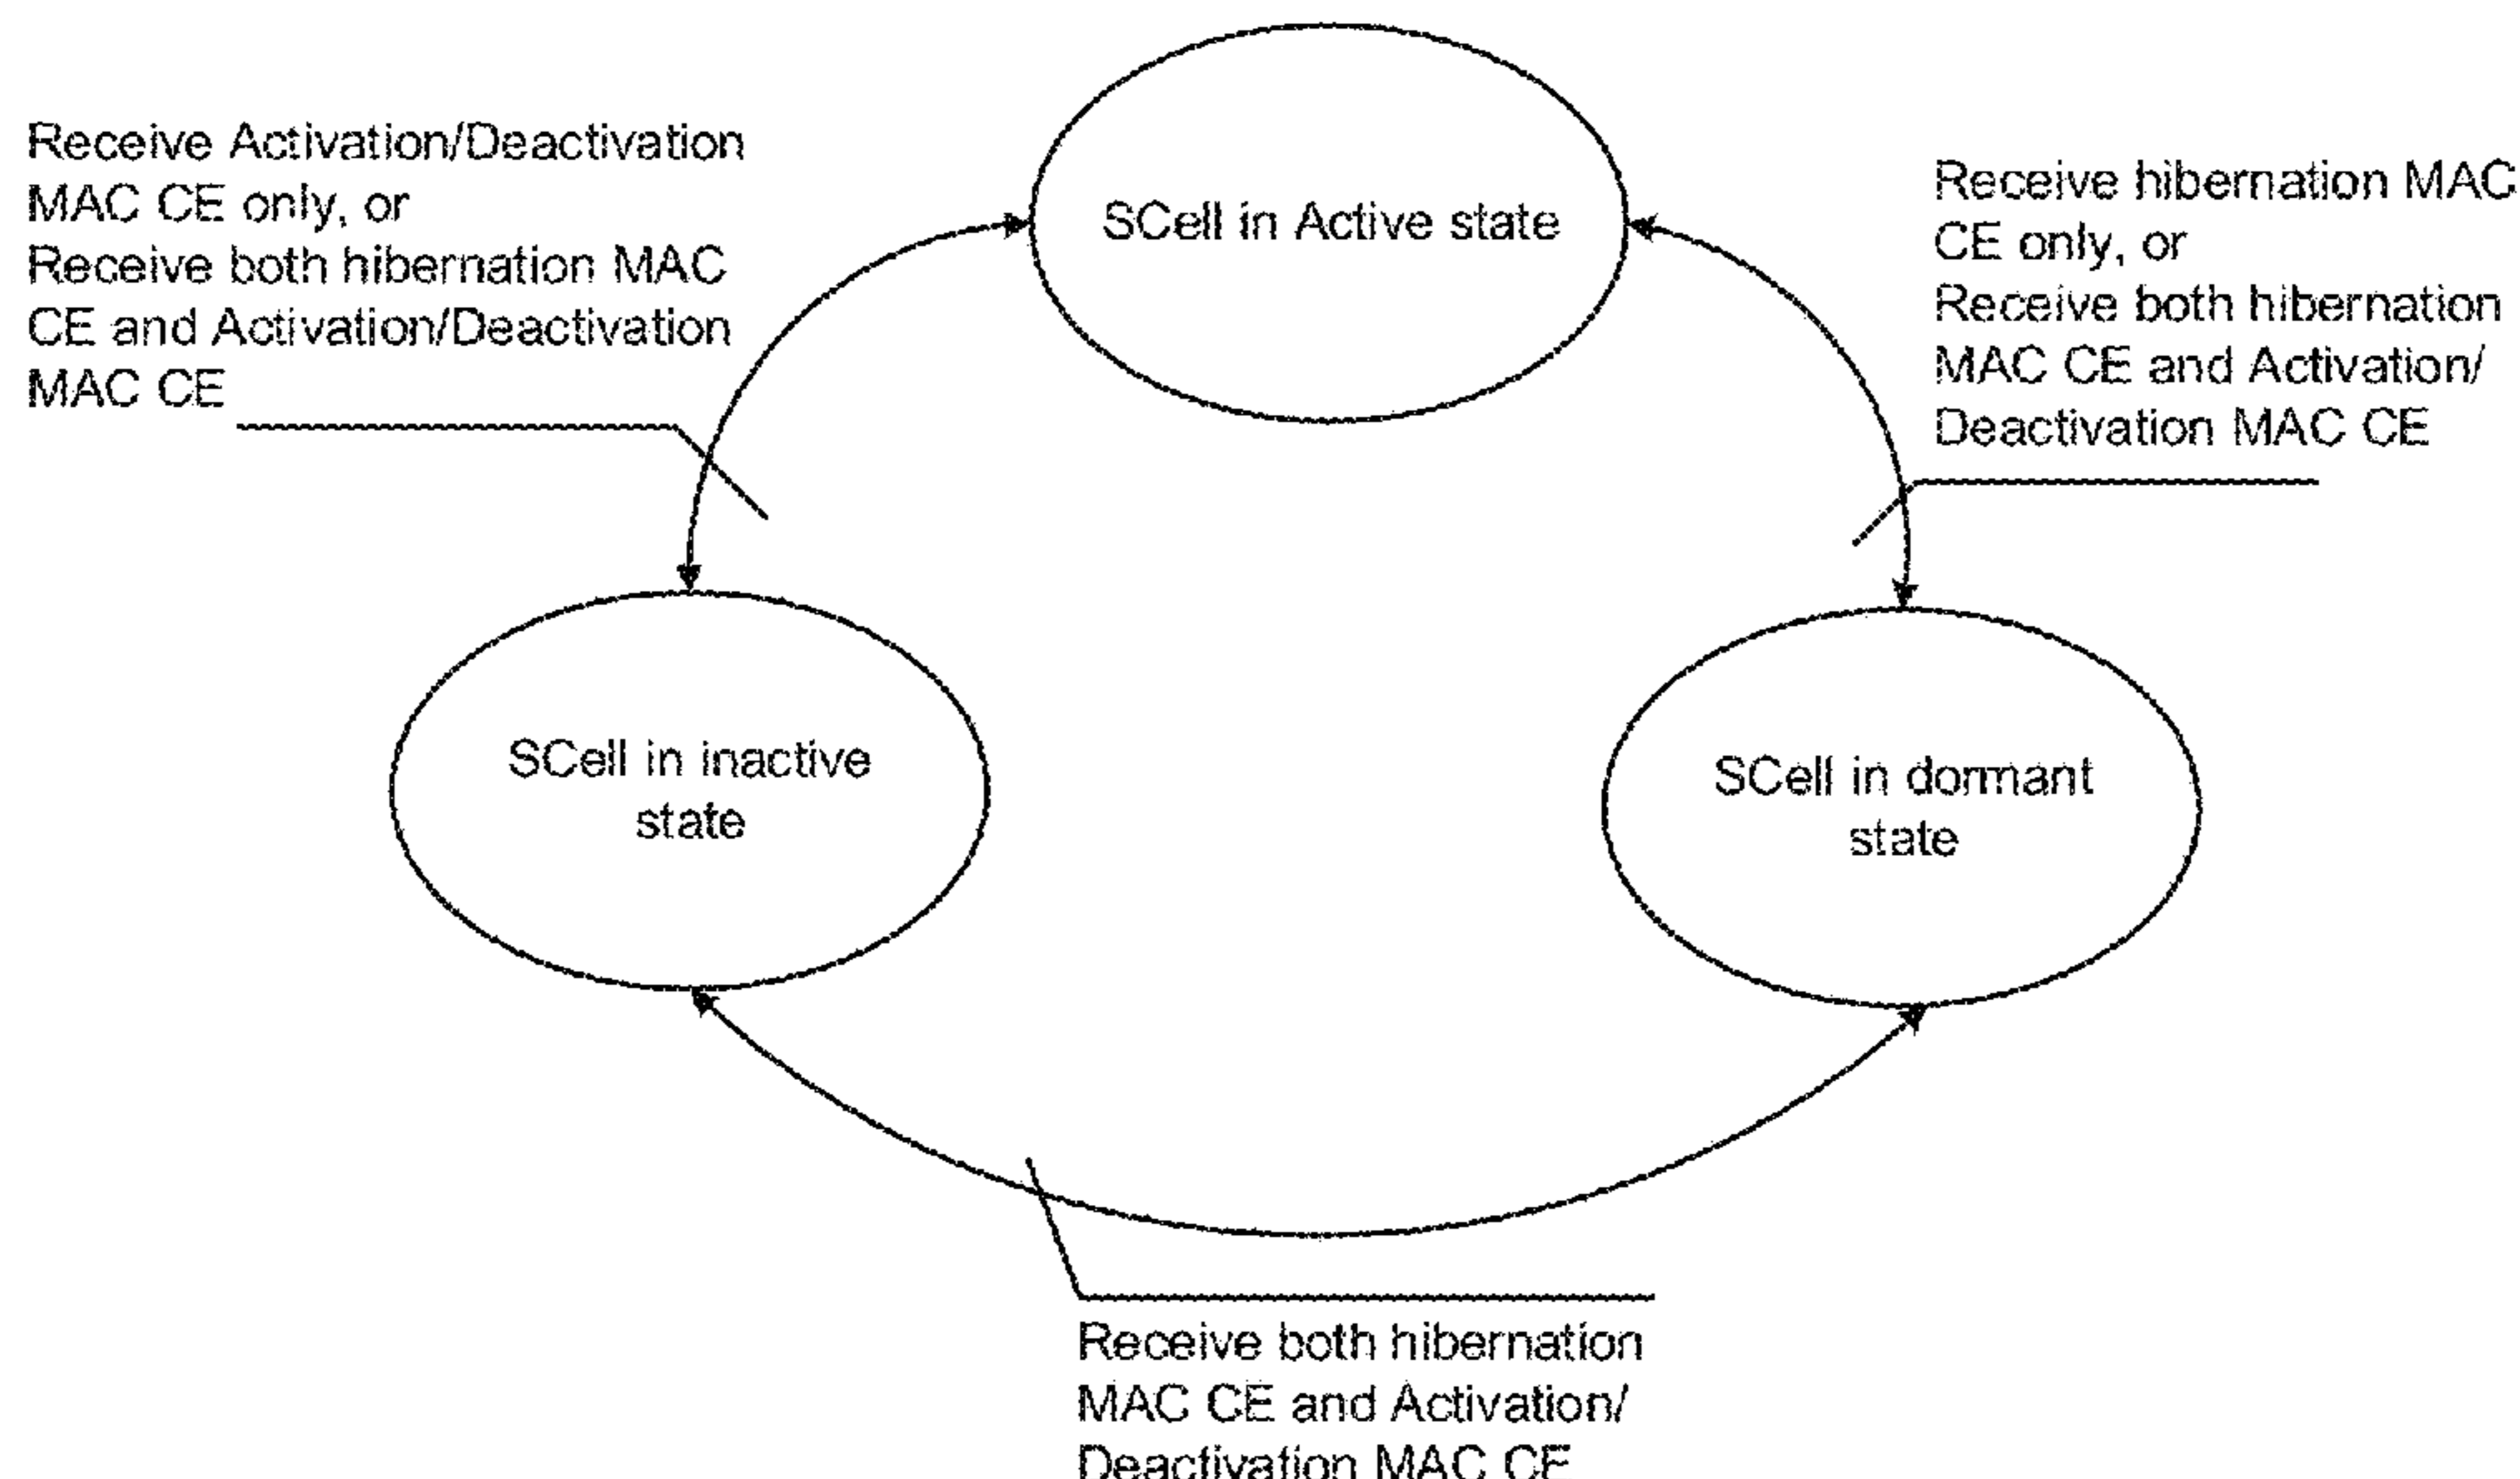 Receive Activation/Deactivation
MAC CE only, or
Receive both hibernation MAC
CE and Activation/Deactivation
MAC CE
SCell in Active state
Receive hibernation MAC
CE only, or
Receive both hibernation
MAC CE and Activation/
Deactivation MAC CE
SCell in inactive
state
SCell in dormant
state
Receive both hibernation
MAC CE and Activation/
Deactivation MAC CE